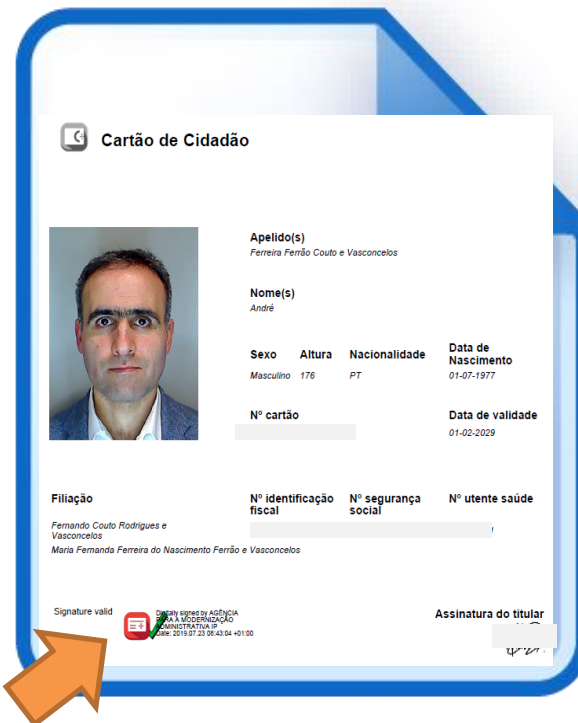 Cartão de Cidadão
Apelido(s)
Ferreira Ferrão Couto e Vasconcelos
Nome(s)
André
Sexo Altura Nacionalidade Data de Nascimento
Masculino 176 PT 01-07-1977
Nº cartão Data de validade
01-02-2029
Filiação Nº identificação fiscal Nº segurança social Nº utente saúde
Fernando Couto Rodrigues e
Vasconcelos
Maria Fernanda Ferreira do Nascimento Ferrão e Vasconcelos
Signature valid
Digitally signed by AGÊNCIA
PARA A MODERNIZAÇÃO
ADMINISTRATIVA IP
Date: 2019.07.23 08:43:04 +01:00
Assinatura do titular